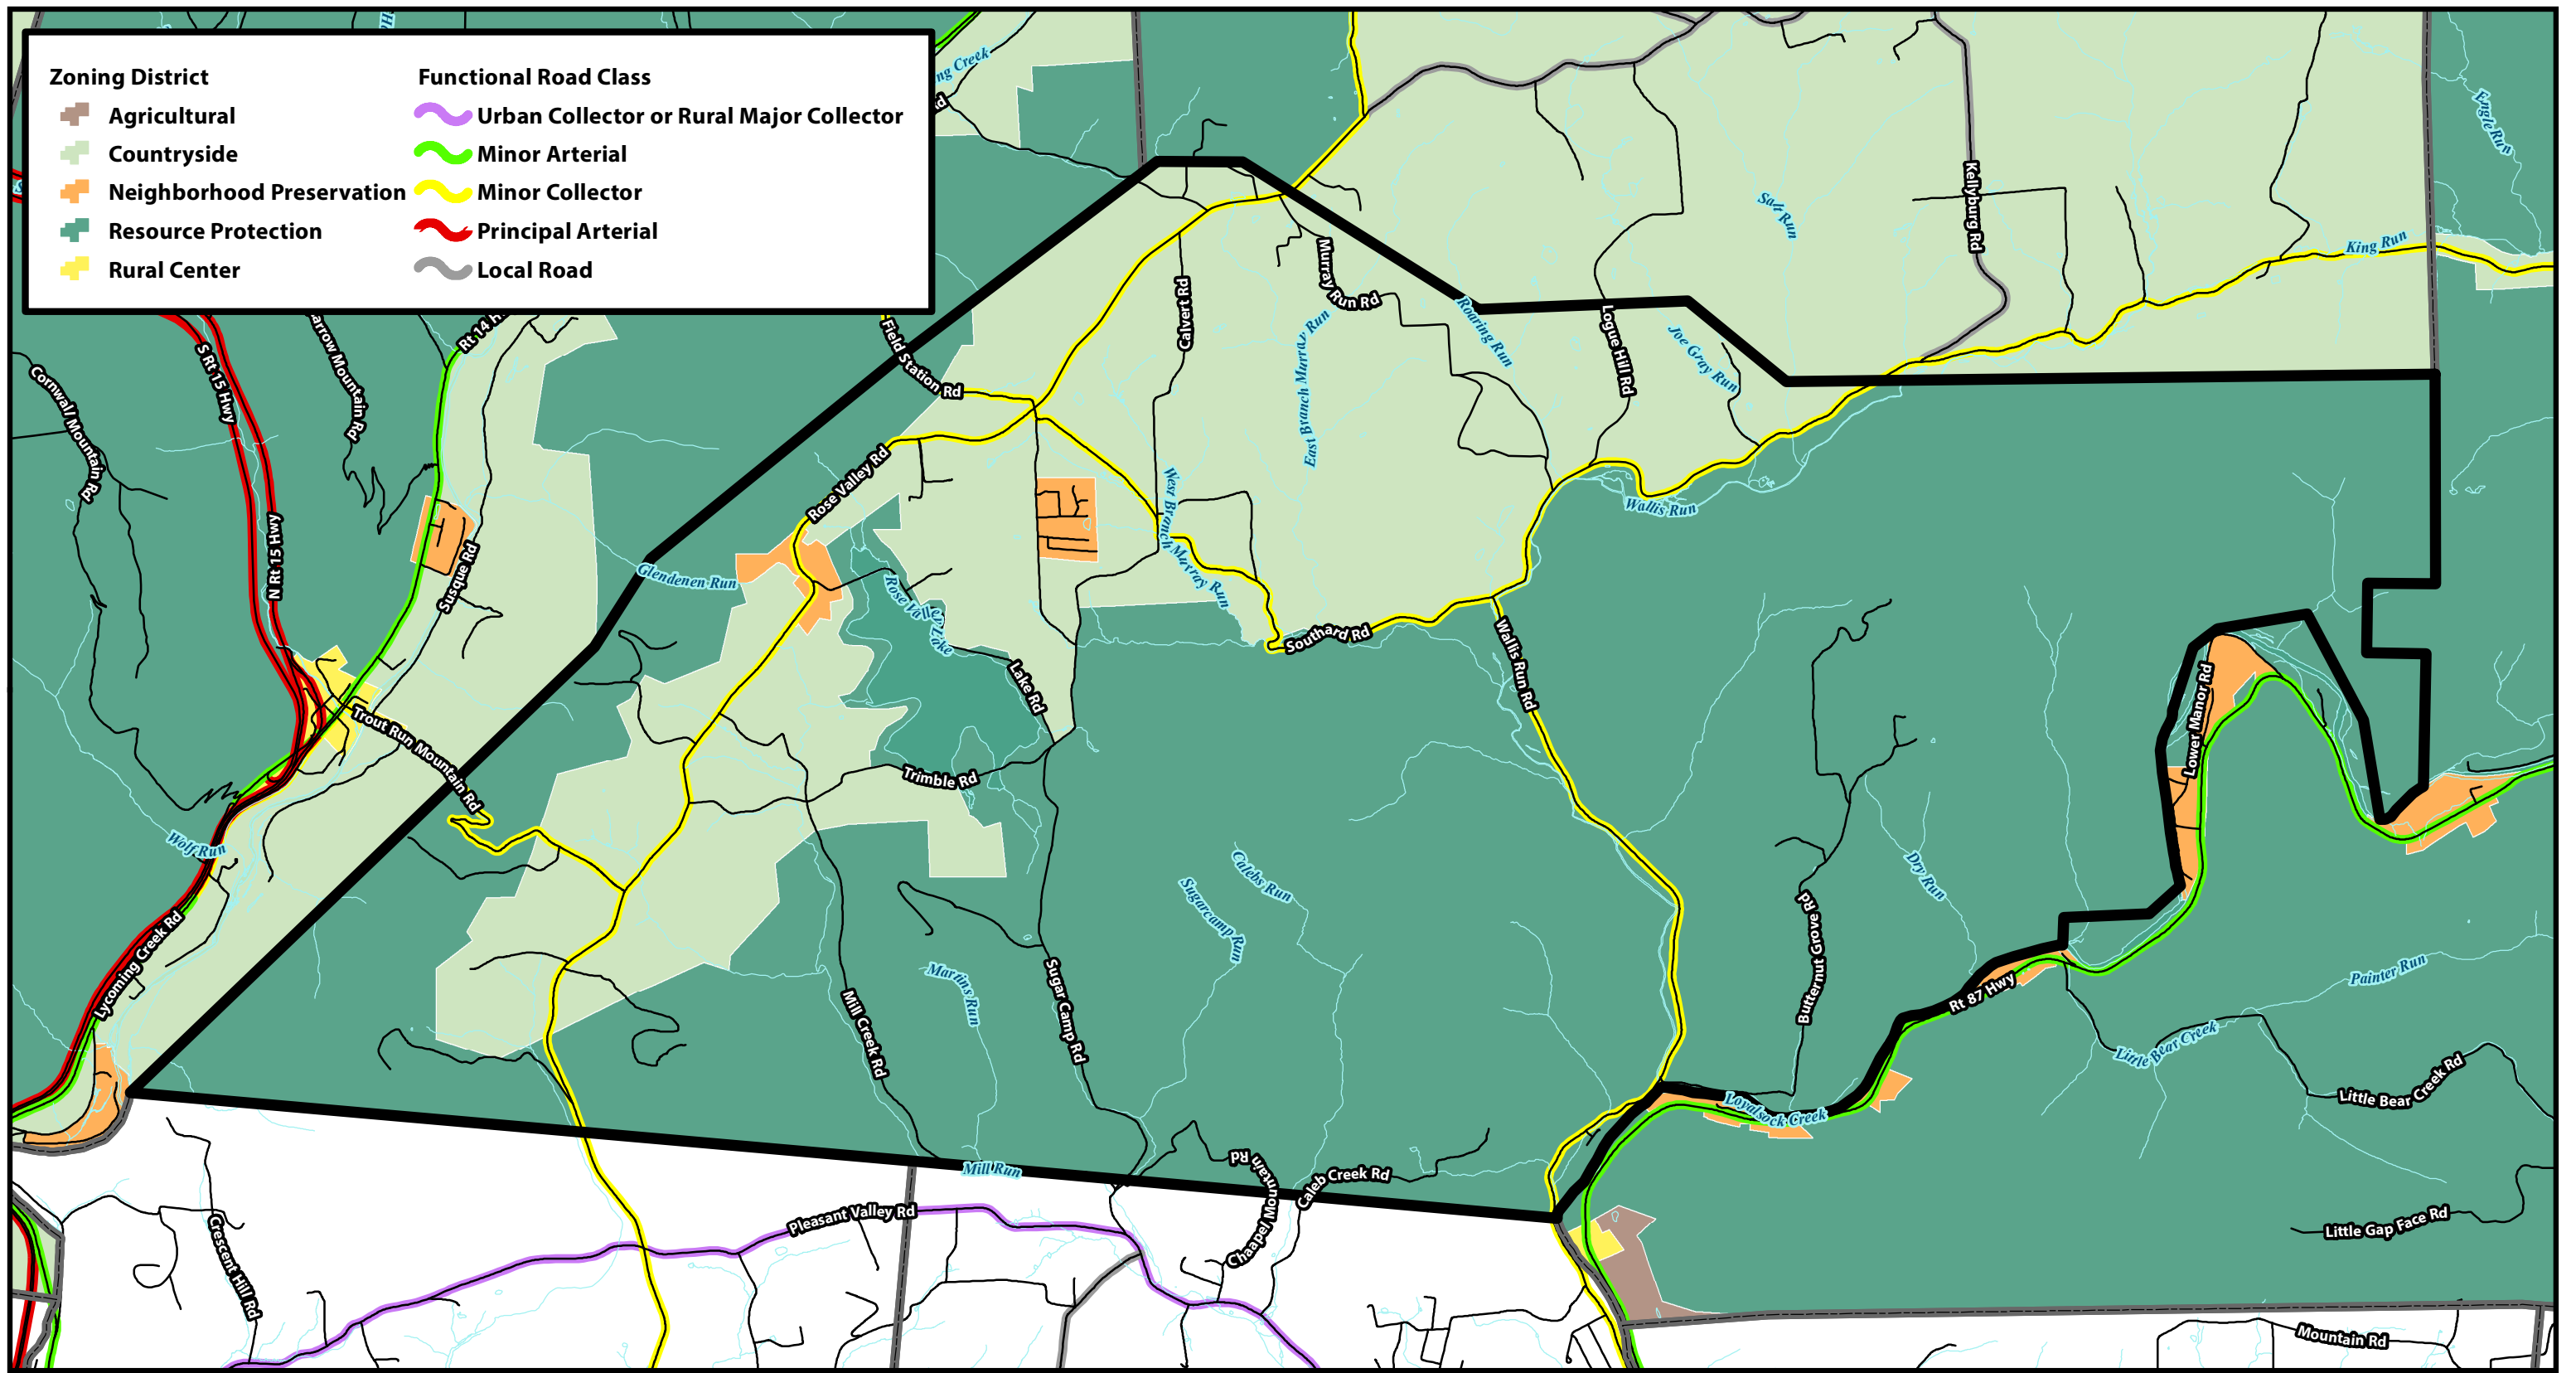 Zoning District
Agricultural
Countryside
Neighborhood Preservation
Resource Protection
Rural Center
Functional Road Class
Urban Collector or Rural Major Collector
Minor Arterial
Minor Collector
Principal Arterial
Local Road
Engle Run
Kellyburg Rd
Salt Run
King Run
Murray Run Rd
Calvert Rd
Roaring Run
Logue Hill Rd
Joe Gray Run
East Branch Murray Run
Field Station Rd
Rt 14
S Rt 15 Hwy
Cornwall Mountain Rd
Rose Valley Rd
West Branch Murray Run
Wallis Run
N Rt 15 Hwy
Susque Rd
Glendenen Run
Rose Valley Lake
Southard Rd
Wallis Run Rd
Lake Rd
Lower Manor Rd
Trout Run Mountain Rd
Trimble Rd
Wolf Run
Calebs Run
Sugarcamp Run
Dry Run
Butternut Grove Rd
Lycoming Creek Rd
Martins Run
Sugar Camp Rd
Mill Creek Rd
Rt 87 Hwy
Painter Run
Little Bear Creek
Little Bear Creek Rd
Loyalsock Creek
Mill Run
Chaapel Mountain Rd
Caleb Creek Rd
Pleasant Valley Rd
Crescent Hill Rd
Little Gap Face Rd
Mountain Rd